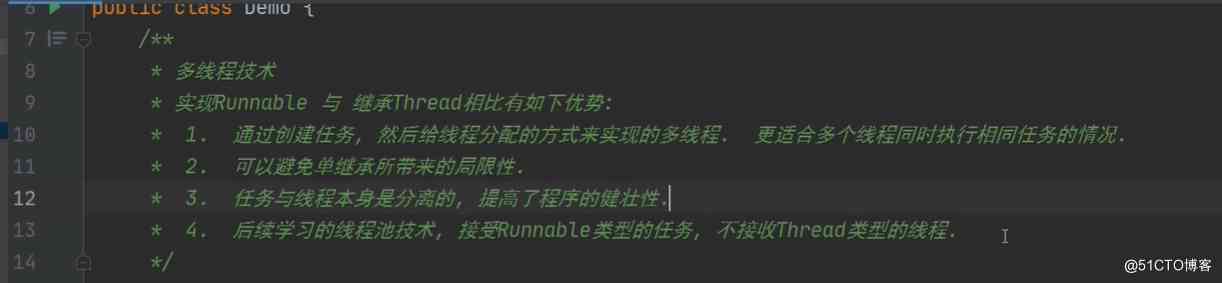 6 public class Demo {
7 /**
8 * 多线程技术
9 * 实现Runnable 与 继承Thread相比有如下优势:
10 * 1. 通过创建任务, 然后给线程分配的方式来实现的多线程. 更适合多个线程同时执行相同任务的情况.
11 * 2. 可以避免单继承所带来的局限性.
12 * 3. 任务与线程本身是分离的, 提高了程序的健壮性.
13 * 4. 后续学习的线程池技术, 接受Runnable类型的任务, 不接收Thread类型的线程.
14 */
@51CTO博客